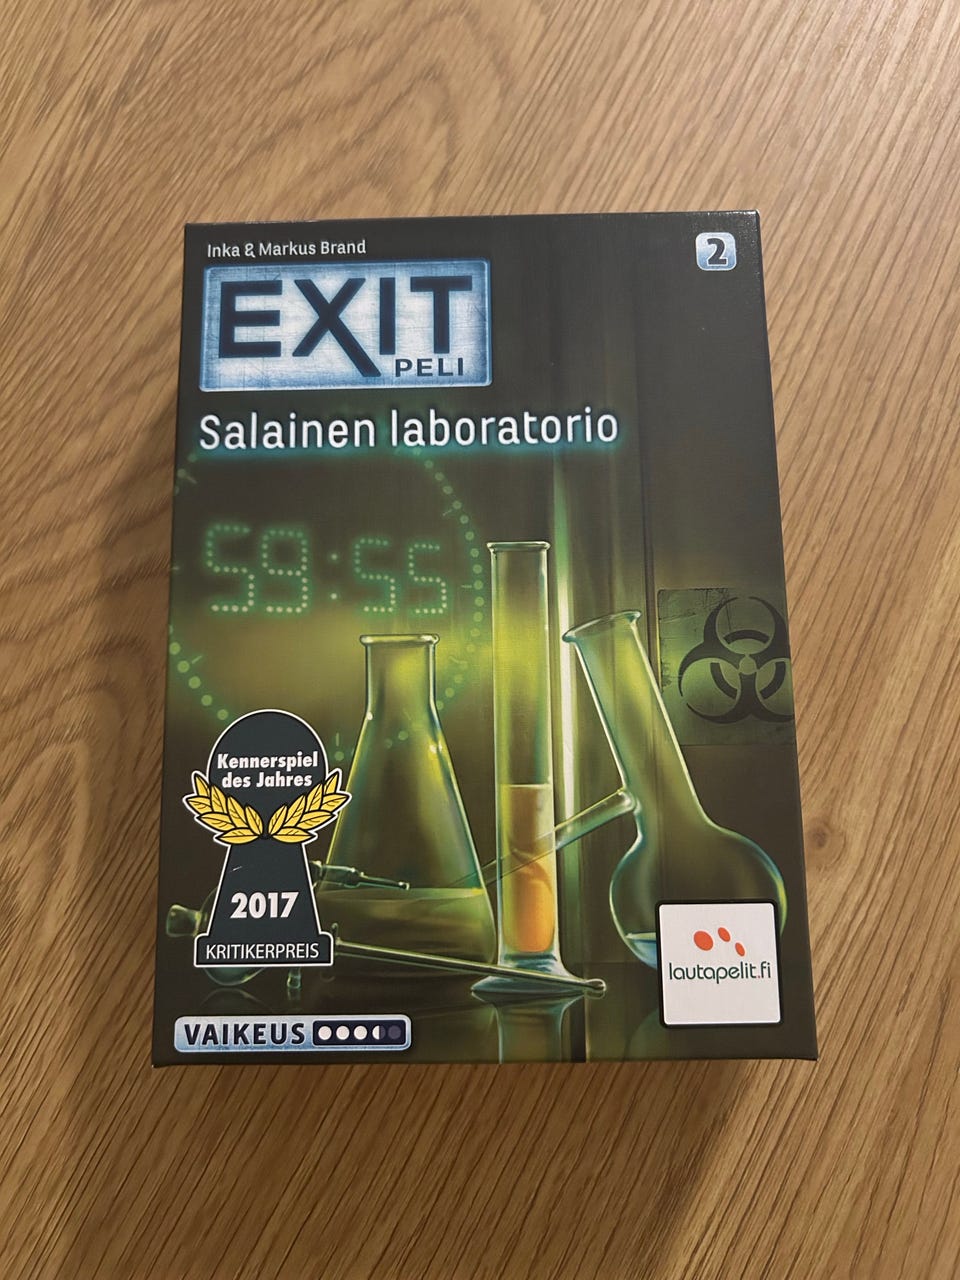 Inka & Markus Brand
2
EXIT
PELI
Salainen laboratorio
59:55
Kennerspiel
des Jahres
2017
KRITIKERPREIS
lautapelit.fi
VAIKEUS